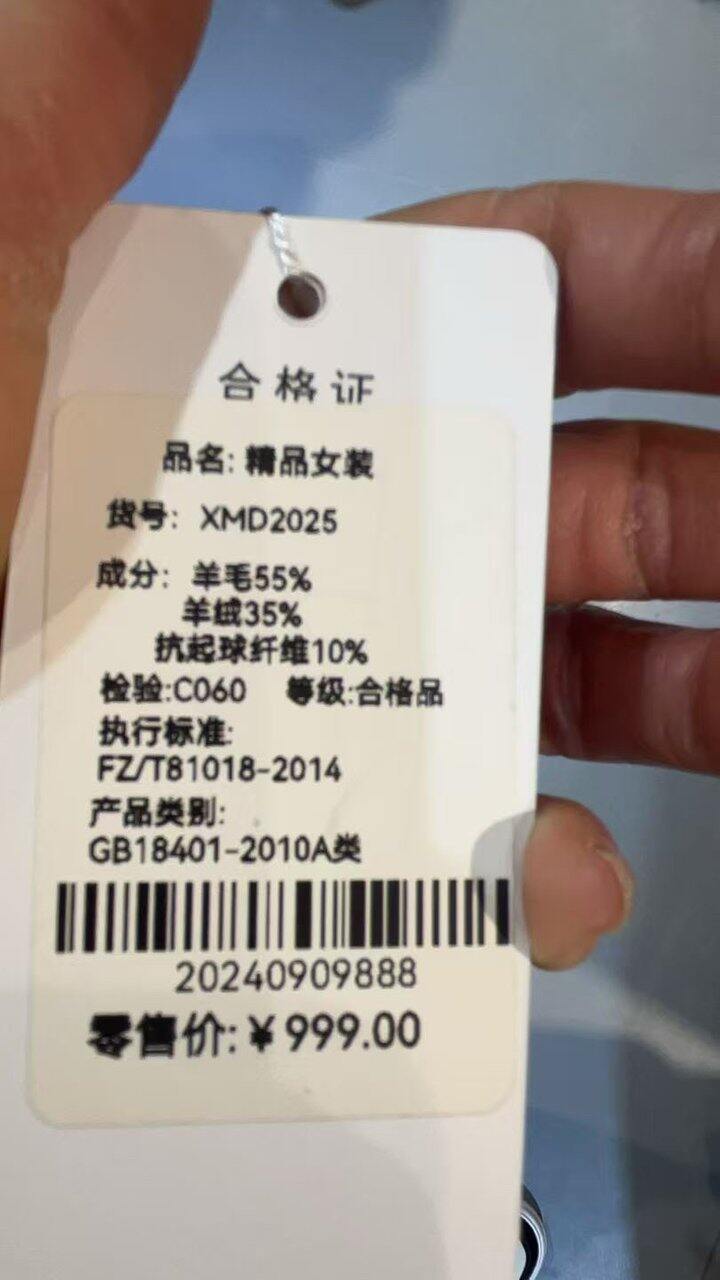 合格证
品名: 精品女装
货号: XMD2025
成分: 羊毛55%
羊绒35%
抗起球纤维10%
检验:C060 等级:合格品
执行标准:
FZ/T81018-2014
产品类别:
GB18401-2010A类
20240909888
零售价:¥999.00